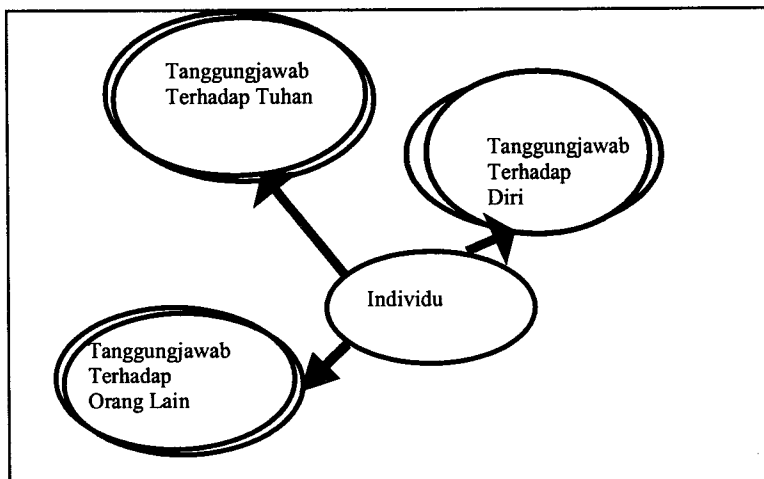 Tanggungjawab
Terhadap Tuhan
Tanggungjawab
Terhadap
Diri
Individu
Tanggungjawab
Terhadap
Orang Lain